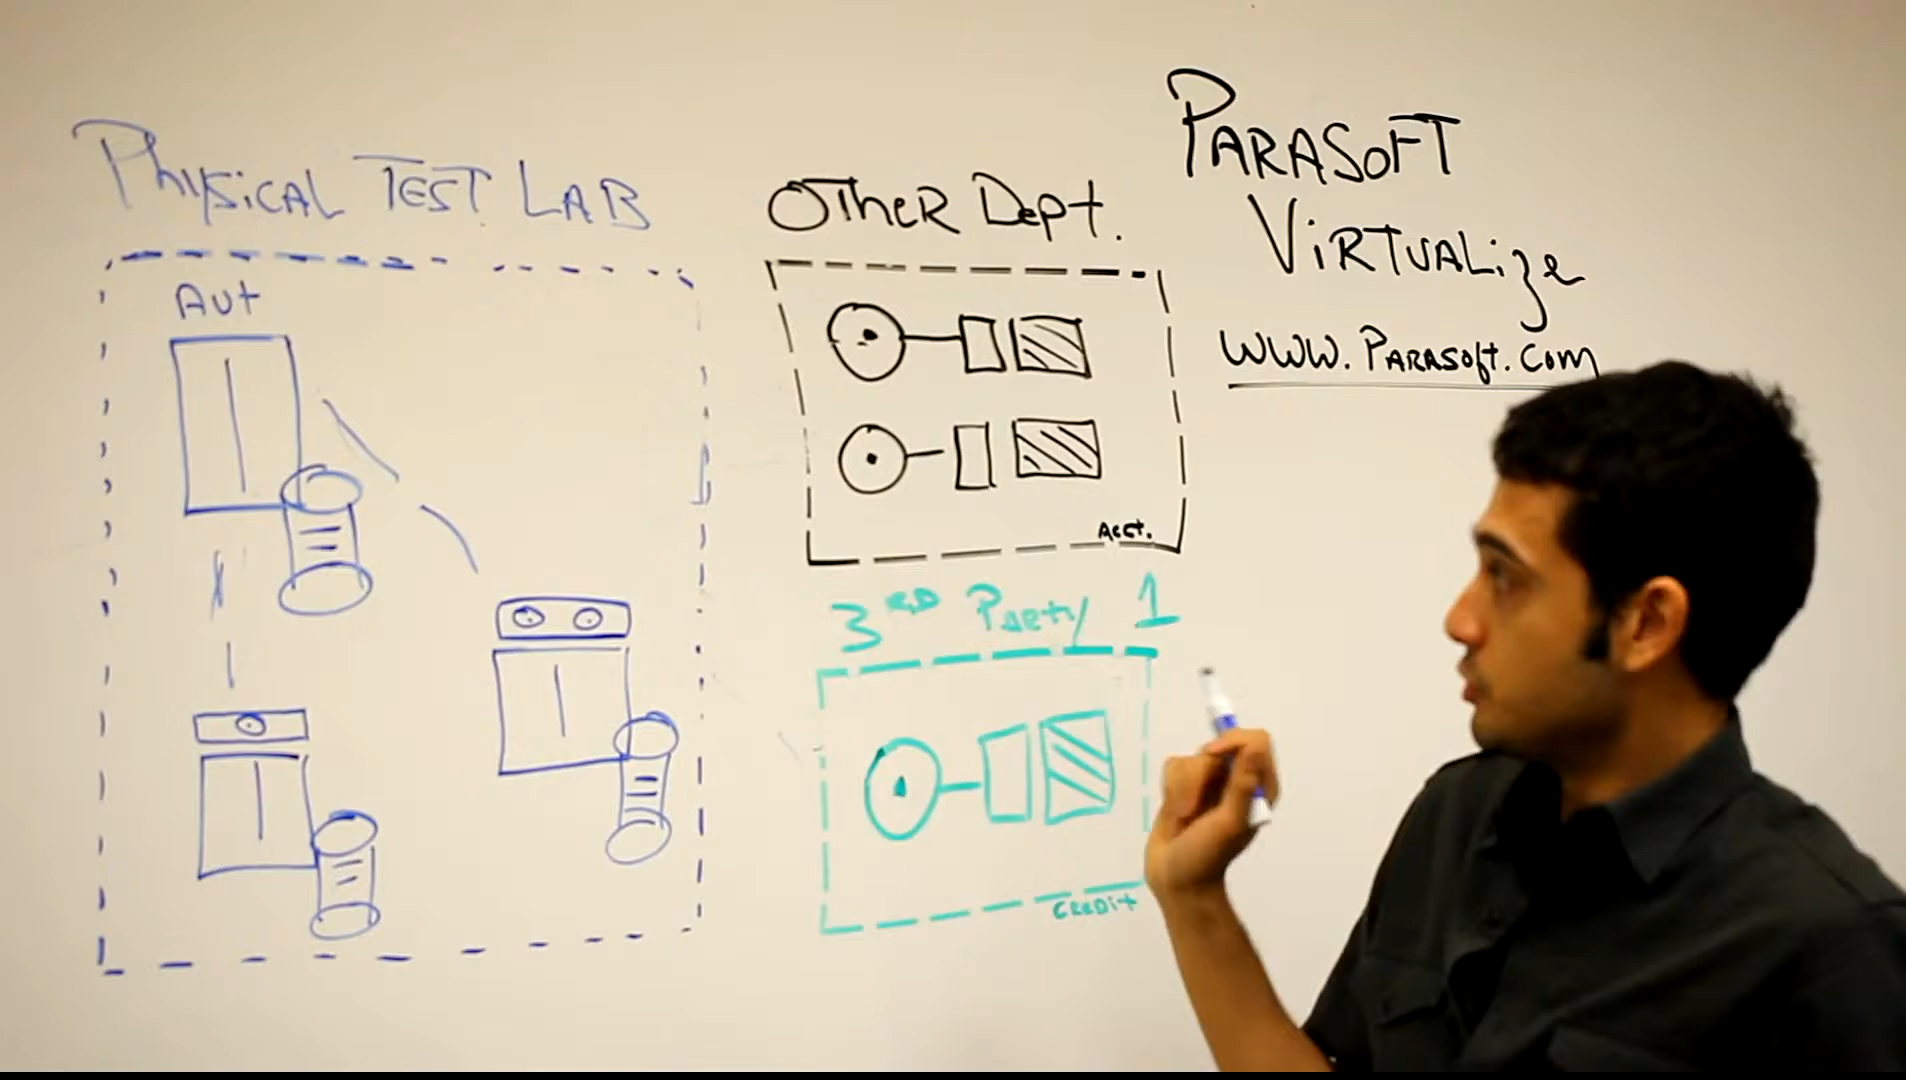 Physical Test Lab
AUT
Other Dept.
Acct.
3RD Party 1
Credit
Parasoft
Virtualize
www.Parasoft.com